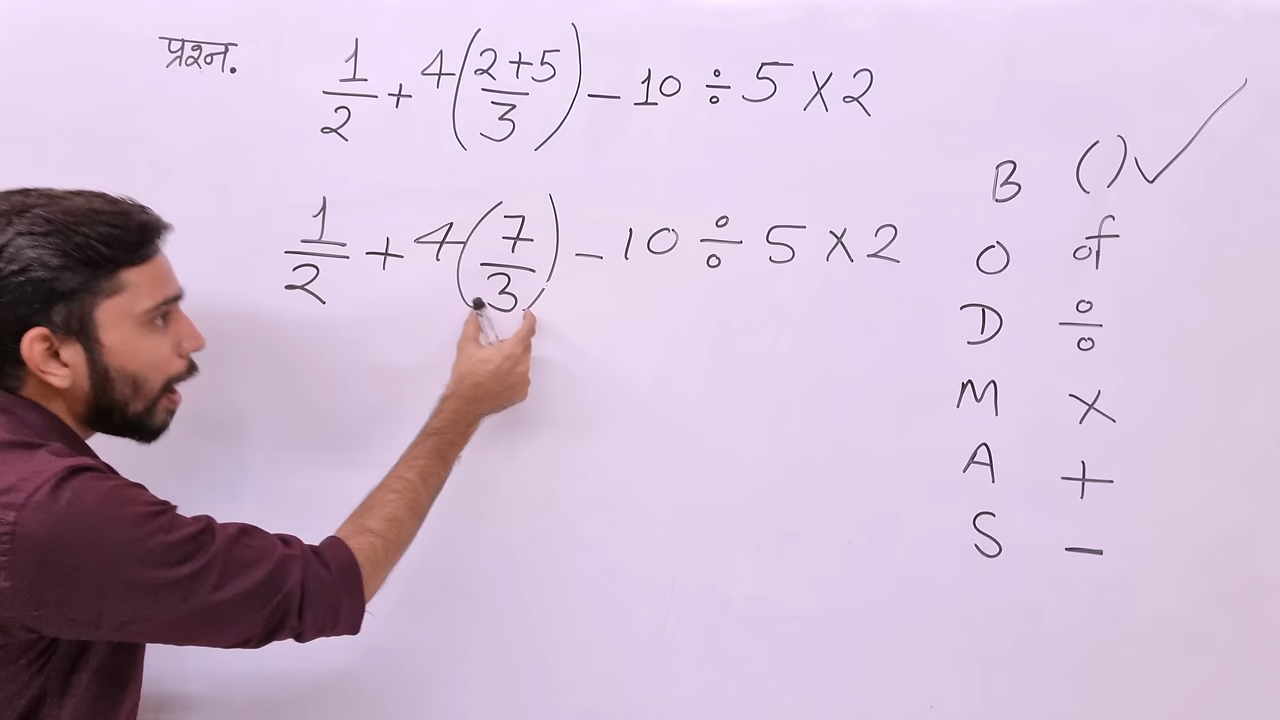 प्रश्न. 1/2 + 4((2+5)/3) − 10 ÷ 5 × 2
1/2 + 4(7/3) − 10 ÷ 5 × 2
B () ✓
O of
D ÷
M ×
A +
S −